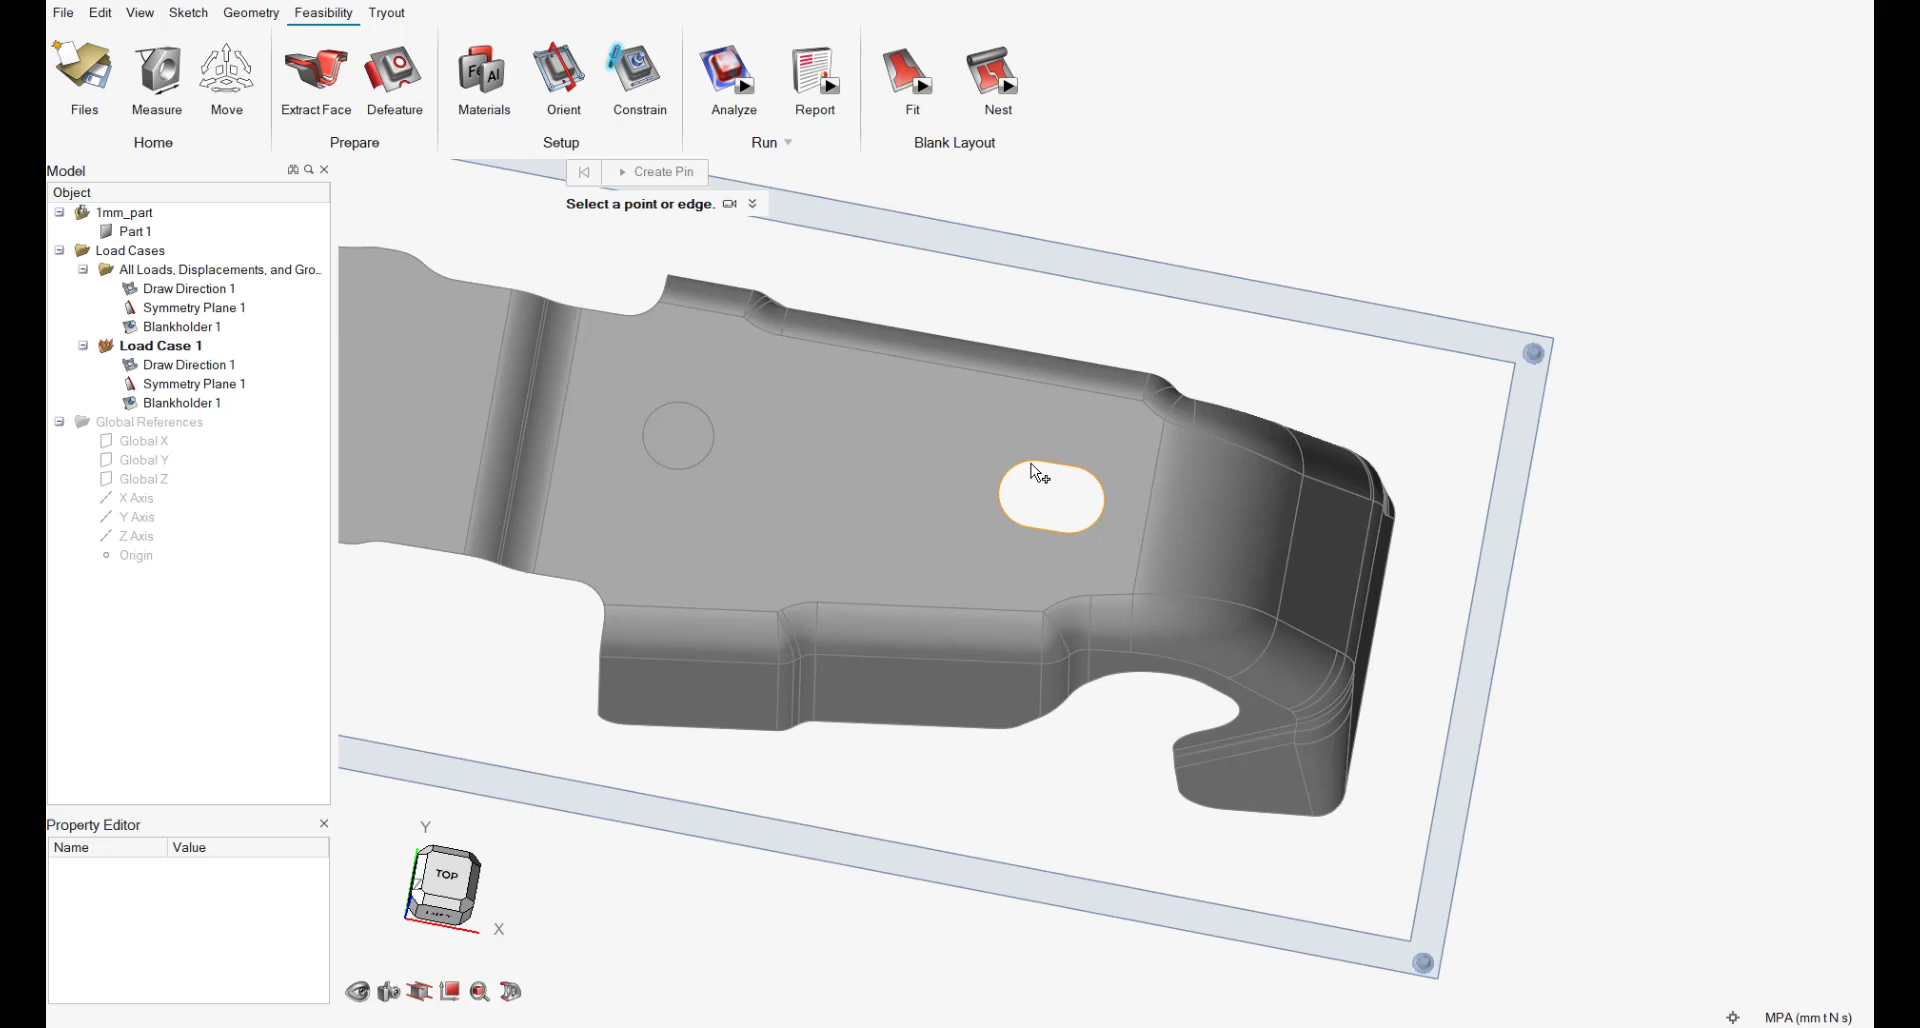 File Edit View Sketch Geometry Feasibility Tryout
Files Measure Move Extract Face Defeature Materials Orient Constrain Analyze Report Fit Nest
Home Prepare Setup Run Blank Layout
Fe Al
Model
Object
1mm_part
Part 1
Load Cases
All Loads, Displacements, and Gro...
Draw Direction 1
Symmetry Plane 1
Blankholder 1
Load Case 1
Draw Direction 1
Symmetry Plane 1
Blankholder 1
Global References
Global X
Global Y
Global Z
X Axis
Y Axis
Z Axis
Origin
Create Pin
Select a point or edge.
Property Editor
Name Value
Y
TOP
X
MPA (mm t N s)